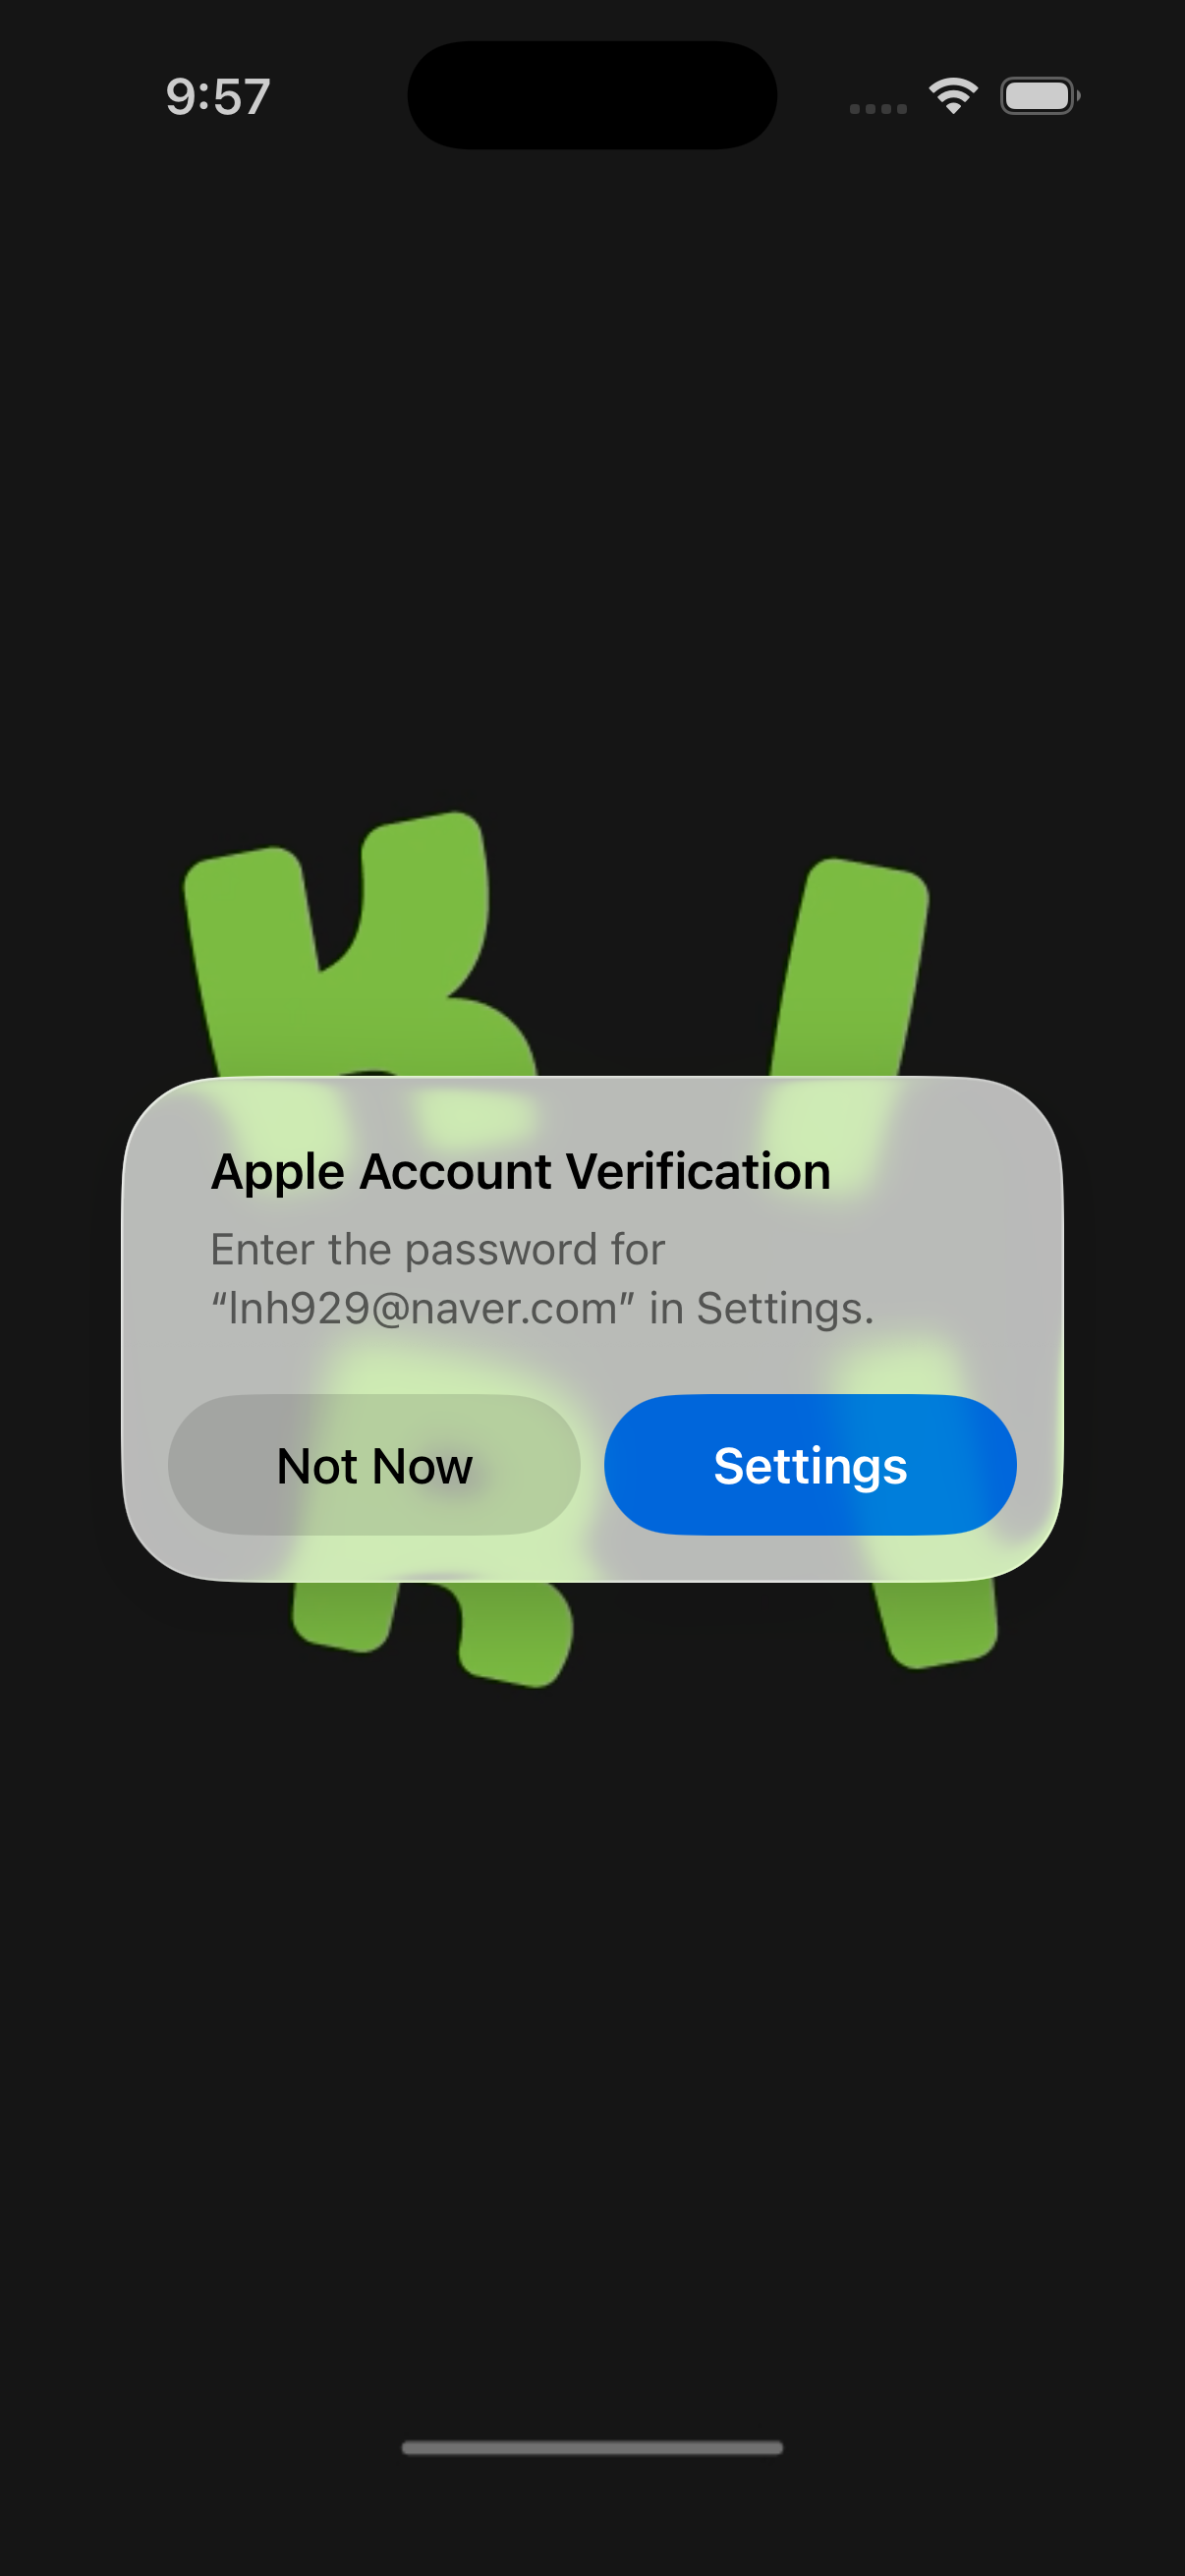 9:57
Apple Account Verification
Enter the password for
“lnh929@naver.com” in Settings.
Not Now
Settings